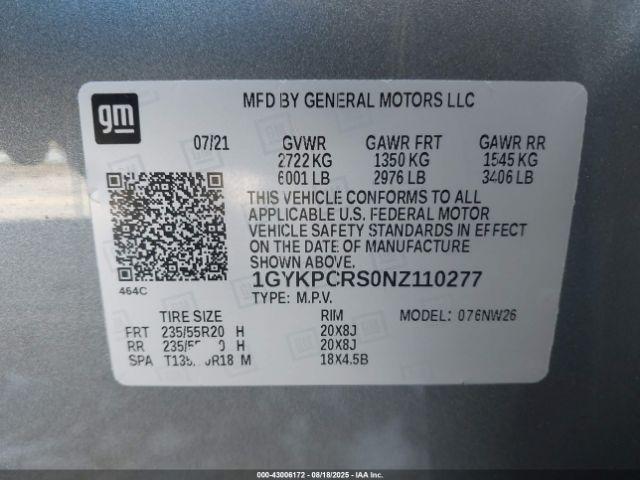 gm
MFD BY GENERAL MOTORS LLC
07/21 GVWR GAWR FRT GAWR RR
2722 KG 1350 KG 1545 KG
6001 LB 2976 LB 3406 LB
THIS VEHICLE CONFORMS TO ALL
APPLICABLE U.S. FEDERAL MOTOR
VEHICLE SAFETY STANDARDS IN EFFECT
ON THE DATE OF MANUFACTURE
SHOWN ABOVE.
464C
1GYKPCRS0NZ110277
TYPE: M.P.V.
TIRE SIZE RIM MODEL: 076NW26
FRT 235/55R20 H 20X8J
RR H 20X8J
SPA M 18X4.5B
000-43006172 - 08/18/2025 - IAA Inc.